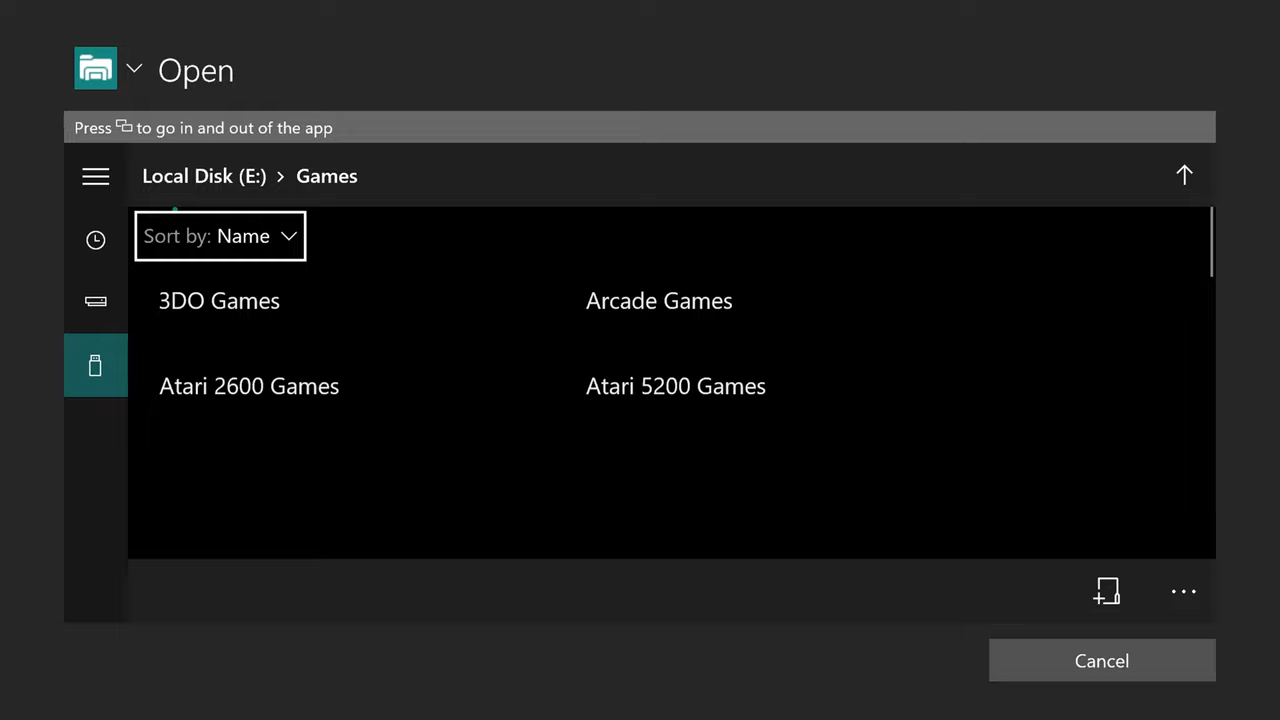 Open
Press to go in and out of the app
Local Disk (E:) > Games
Sort by: Name
3DO Games
Arcade Games
Atari 2600 Games
Atari 5200 Games
Cancel